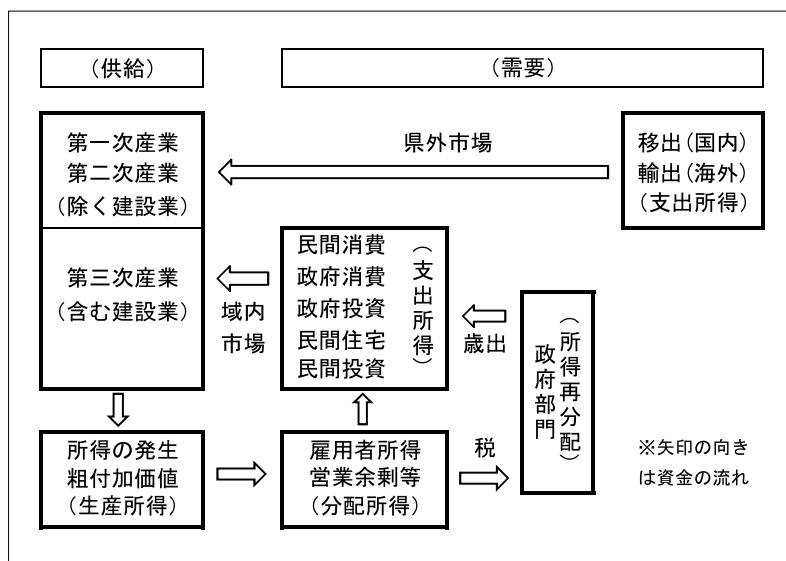 (供給)
(需要)
第一次産業
第二次産業
(除く建設業)
県外市場
移出(国内)
輸出(海外)
(支出所得)
第三次産業
(含む建設業)
域内
市場
民間消費
政府消費
政府投資
民間住宅
民間投資
(支出所得)
歳出
(所得再分配)
政府部門
所得の発生
粗付加価値
(生産所得)
雇用者所得
営業余剰等
(分配所得)
税
※矢印の向き
は資金の流れ